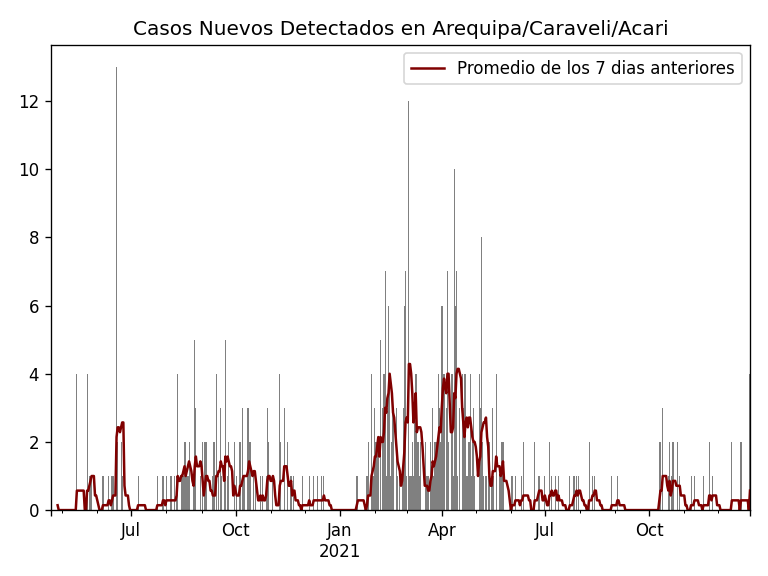 Casos Nuevos Detectados en Arequipa/Caraveli/Acari
Promedio de los 7 dias anteriores
12
10
8
6
4
2
0
Jul
Oct
Jan
Apr
Jul
Oct
2021